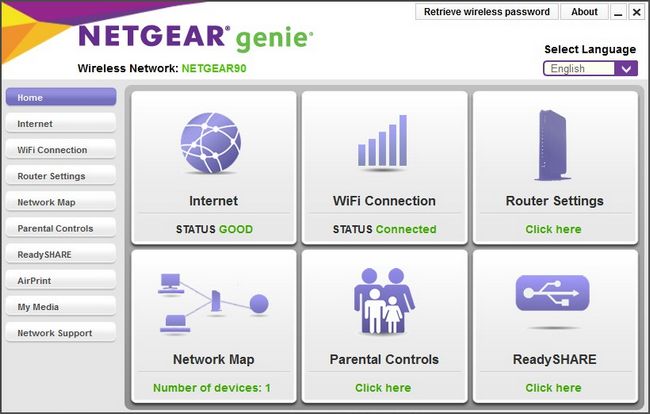 Retrieve wireless password
About
NETGEAR® genie®
Select Language
Wireless Network: NETGEAR90
English
Home
Internet
WiFi Connection
Router Settings
Network Map
Parental Controls
ReadySHARE
AirPrint
My Media
Network Support
Internet
STATUS GOOD
WiFi Connection
STATUS Connected
Router Settings
Click here
Network Map
Number of devices: 1
Parental Controls
Click here
ReadySHARE
Click here